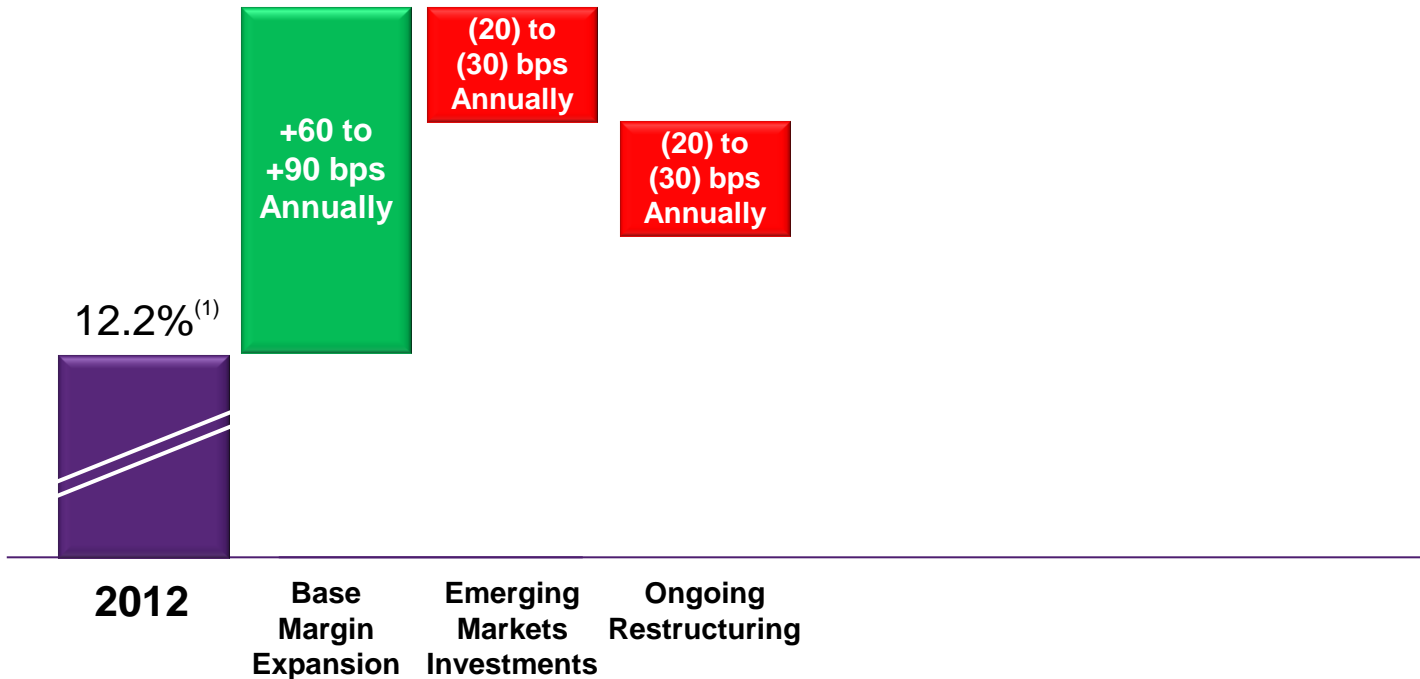 (20) to
(30) bps
Annually
+60 to
+90 bps
Annually
(20) to
(30) bps
Annually
12.2%(1)
2012
Base
Margin
Expansion
Emerging
Markets
Investments
Ongoing
Restructuring